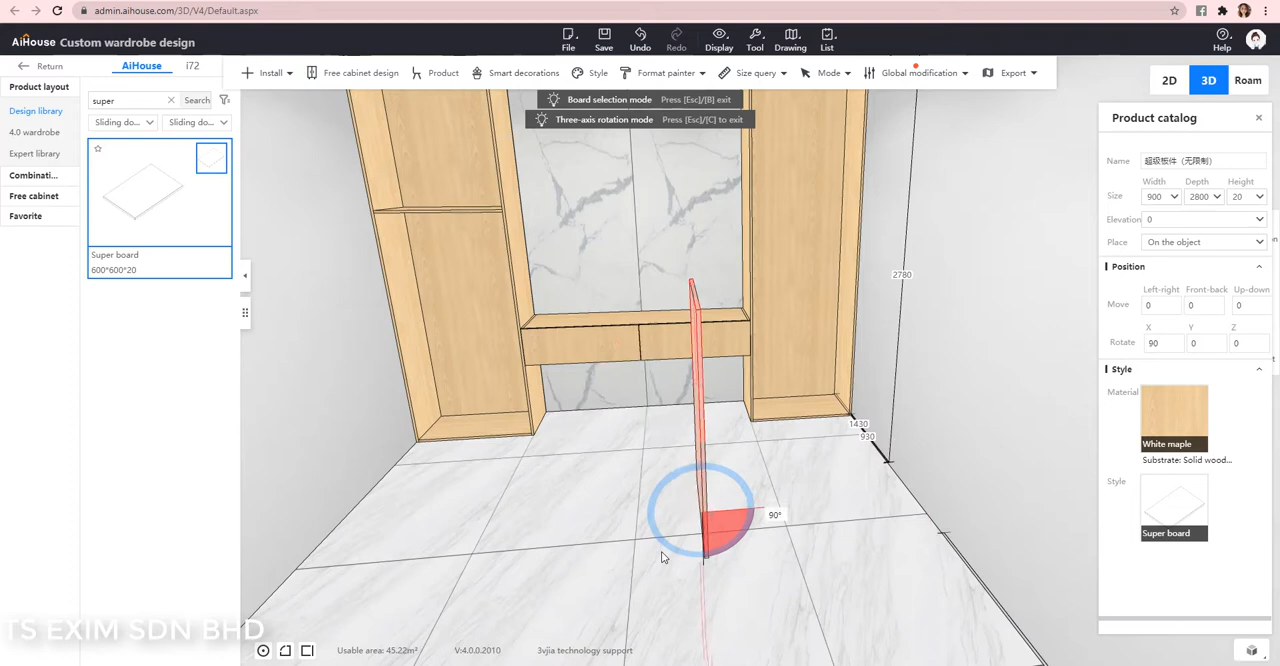 admin.aihouse.com/3D/V4/Default.aspx
AiHouse Custom wardrobe design
File Save Undo Redo Display Tool Drawing List Help
Return AiHouse i72
Install Free cabinet design Product Smart decorations Style Format painter Size query Mode Global modification Export
2D 3D Roam
Product layout
Design library
4.0 wardrobe
Expert library
Combinati...
Free cabinet
Favorite
super Search
Sliding do... Sliding do...
Super board
600*600*20
Board selection mode Press [Esc]/[B] exit
Three-axis rotation mode Press [Esc]/[C] to exit
2780
1430
930
90°
Product catalog
Name 超级板件（无限制）
Width Depth Height
Size 900 2800 20
Elevation 0
Place On the object
Position
Left-right Front-back Up-down
Move 0 0 0
X Y Z
Rotate 90 0 0
Style
Material
White maple
Substrate: Solid wood...
Style
Super board
TS EXIM SDN BHD
Usable area: 45.22m² V:4.0.0.2010 3vjia technology support